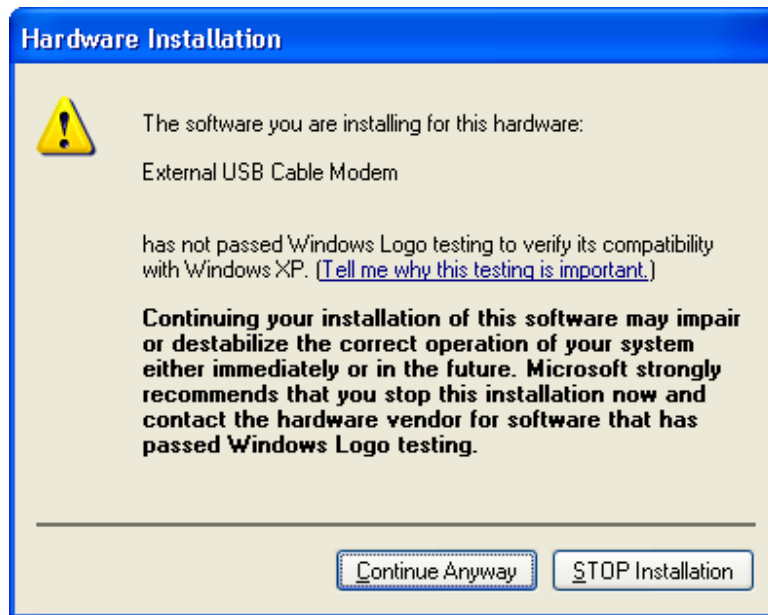 Hardware Installation
The software you are installing for this hardware:
External USB Cable Modem
has not passed Windows Logo testing to verify its compatibility
with Windows XP. (Tell me why this testing is important.)
Continuing your installation of this software may impair
or destabilize the correct operation of your system
either immediately or in the future. Microsoft strongly
recommends that you stop this installation now and
contact the hardware vendor for software that has
passed Windows Logo testing.
Continue Anyway
STOP Installation